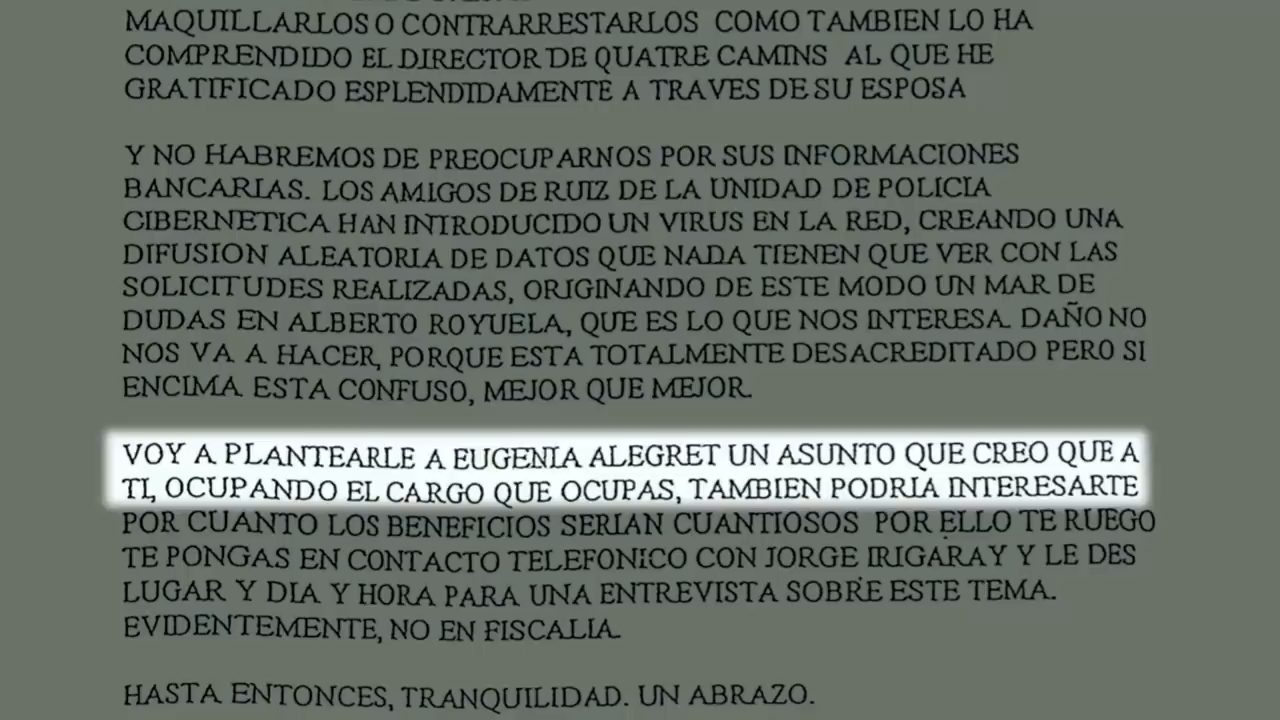 MAQUILLARLOS O CONTRARRESTARLOS COMO TAMBIEN LO HA
COMPRENDIDO EL DIRECTOR DE QUATRE CAMINS AL QUE HE
GRATIFICADO ESPLENDIDAMENTE A TRAVES DE SU ESPOSA
Y NO HABREMOS DE PREOCUPARNOS POR SUS INFORMACIONES
BANCARIAS. LOS AMIGOS DE RUIZ DE LA UNIDAD DE POLICIA
CIBERNETICA HAN INTRODUCIDO UN VIRUS EN LA RED, CREANDO UNA
DIFUSION ALEATORIA DE DATOS QUE NADA TIENEN QUE VER CON LAS
SOLICITUDES REALIZADAS, ORIGINANDO DE ESTE MODO UN MAR DE
DUDAS EN ALBERTO ROYUELA, QUE ES LO QUE NOS INTERESA. DAÑO NO
NOS VA A HACER, PORQUE ESTA TOTALMENTE DESACREDITADO PERO SI
ENCIMA ESTA CONFUSO, MEJOR QUE MEJOR.
VOY A PLANTEARLE A EUGENIA ALEGRET UN ASUNTO QUE CREO QUE A
TI, OCUPANDO EL CARGO QUE OCUPAS, TAMBIEN PODRIA INTERESARTE
POR CUANTO LOS BENEFICIOS SERIAN CUANTIOSOS POR ELLO TE RUEGO
TE PONGAS EN CONTACTO TELEFONICO CON JORGE IRIGARAY Y LE DES
LUGAR Y DIA Y HORA PARA UNA ENTREVISTA SOBRE ESTE TEMA.
EVIDENTEMENTE, NO EN FISCALIA.
HASTA ENTONCES, TRANQUILIDAD. UN ABRAZO.